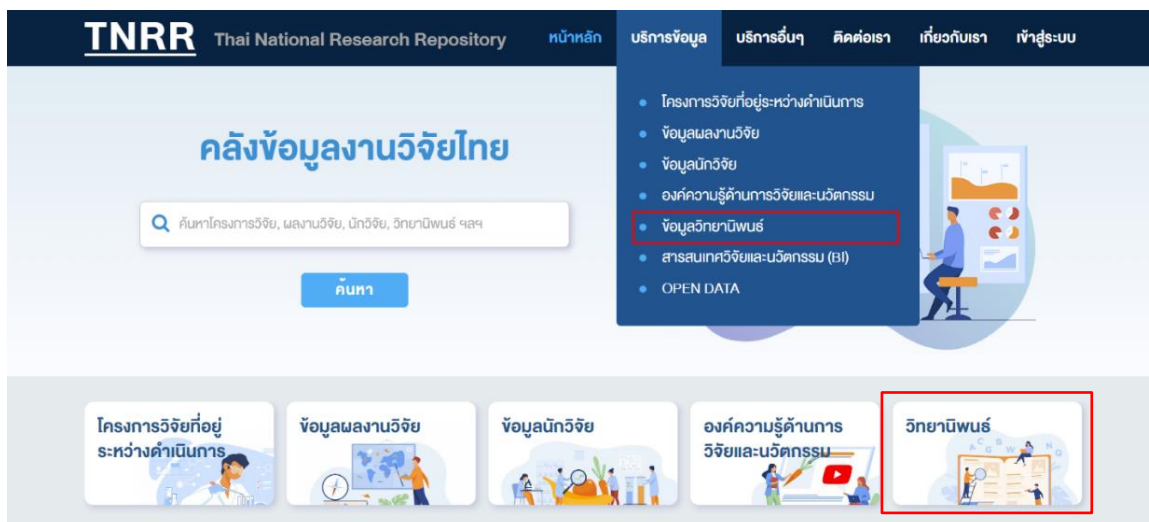 TNRR Thai National Research Repository หน้าหลัก บริการข้อมูล บริการอื่นๆ ติดต่อเรา เกี่ยวกับเรา เข้าสู่ระบบ
โครงการวิจัยที่อยู่ระหว่างดำเนินการ
ข้อมูลผลงานวิจัย
ข้อมูลนักวิจัย
องค์ความรู้ด้านการวิจัยและนวัตกรรม
ข้อมูลวิทยานิพนธ์
สารสนเทศวิจัยและนวัตกรรม (BI)
OPEN DATA
คลังข้อมูลงานวิจัยไทย
ค้นหาโครงการวิจัย, ผลงานวิจัย, นักวิจัย, วิทยานิพนธ์ ฯลฯ
ค้นหา
โครงการวิจัยที่อยู่
ระหว่างดำเนินการ
ข้อมูลผลงานวิจัย
ข้อมูลนักวิจัย
องค์ความรู้ด้านการ
วิจัยและนวัตกรรม
วิทยานิพนธ์